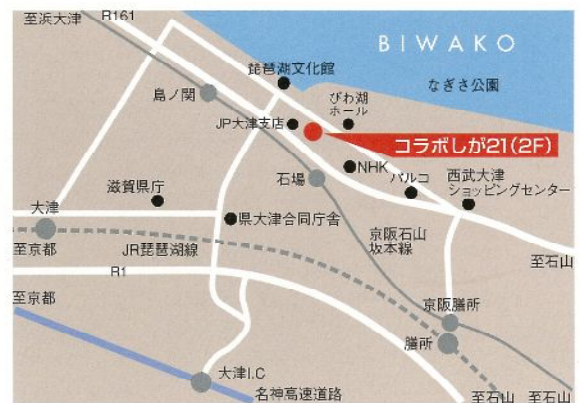 至浜大津
R161
BIWAKO
琵琶湖文化館
なぎさ公園
島ノ関
びわ湖
ホール
JP大津支店
コラボしが21(2F)
NHK
石場
パルコ
西武大津
ショッピングセンター
滋賀県庁
大津
県大津合同庁舎
至京都
JR琵琶湖線
京阪石山
坂本線
至石山
R1
至京都
京阪膳所
膳所
大津I.C
名神高速道路
至石山
至石山